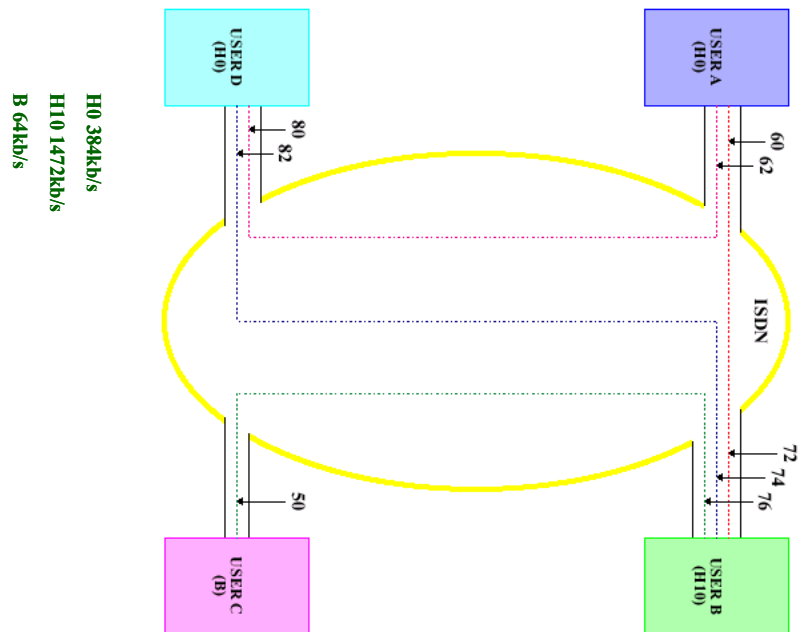 72
60
74
62
76
ISDN
USER A
(H0)
USER B
(H10)
80
82
50
USER D
(H0)
USER C
(B)
H0 384kb/s
H10 1472kb/s
B 64kb/s